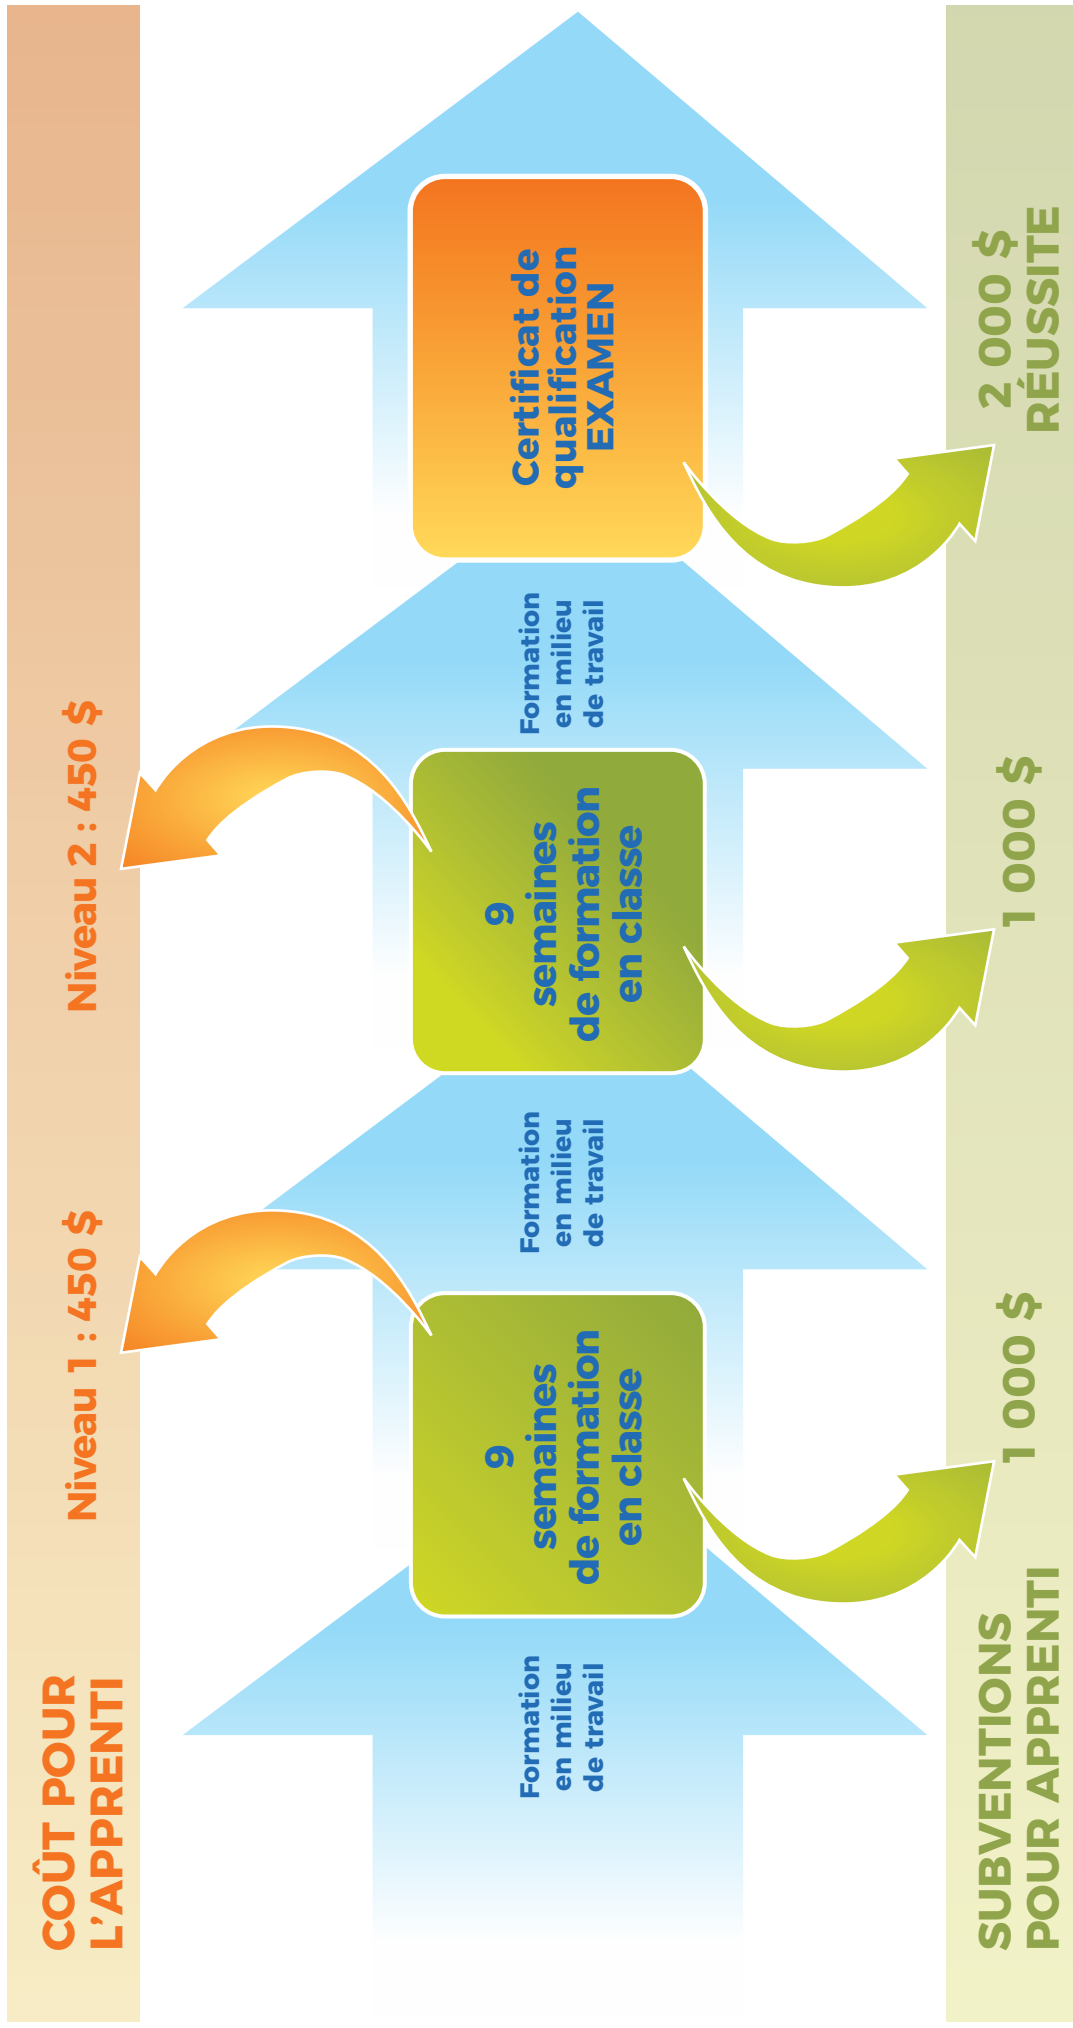 COÛT POUR
L'APPRENTI
Niveau 1 : 450 $
Niveau 2 : 450 $
Formation
en milieu
de travail
9
semaines
de formation
en classe
Formation
en milieu
de travail
9
semaines
de formation
en classe
Formation
en milieu
de travail
Certificat de
qualification
EXAMEN
SUBVENTIONS
POUR APPRENTI
1 000 $
1 000 $
2 000 $
RÉUSSITE